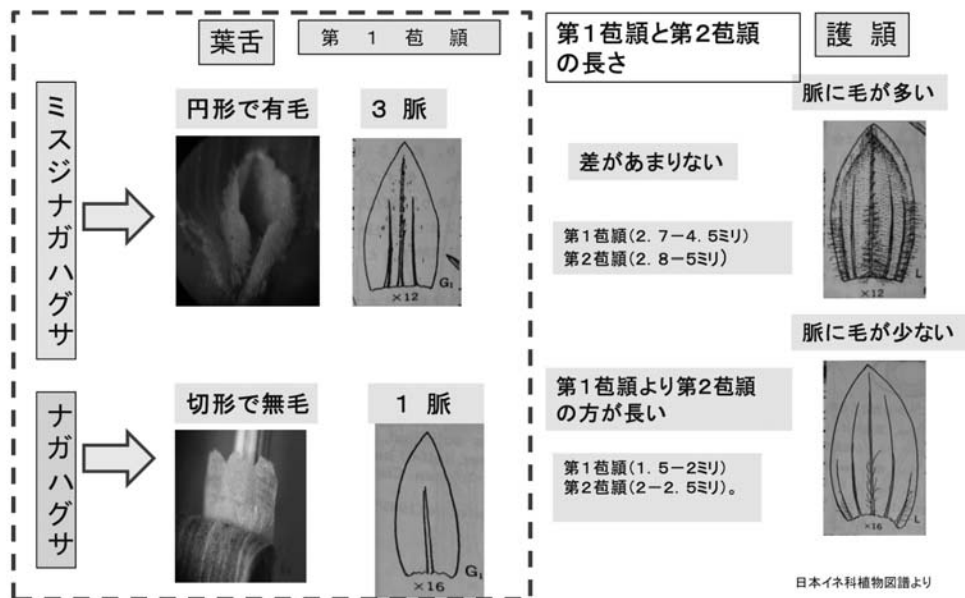 葉舌
第1苞頴
第1苞頴と第2苞頴
の長さ
護頴
ミスジナガハグサ
円形で有毛
3脈
G₁
×12
差があまりない
第1苞頴(2.7−4.5ミリ)
第2苞頴(2.8−5ミリ)
脈に毛が多い
L
×12
ナガハグサ
切形で無毛
1脈
G₁
×16
第1苞頴より第2苞頴
の方が長い
第1苞頴(1.5−2ミリ)
第2苞頴(2−2.5ミリ)。
脈に毛が少ない
L
×16
日本イネ科植物図譜より